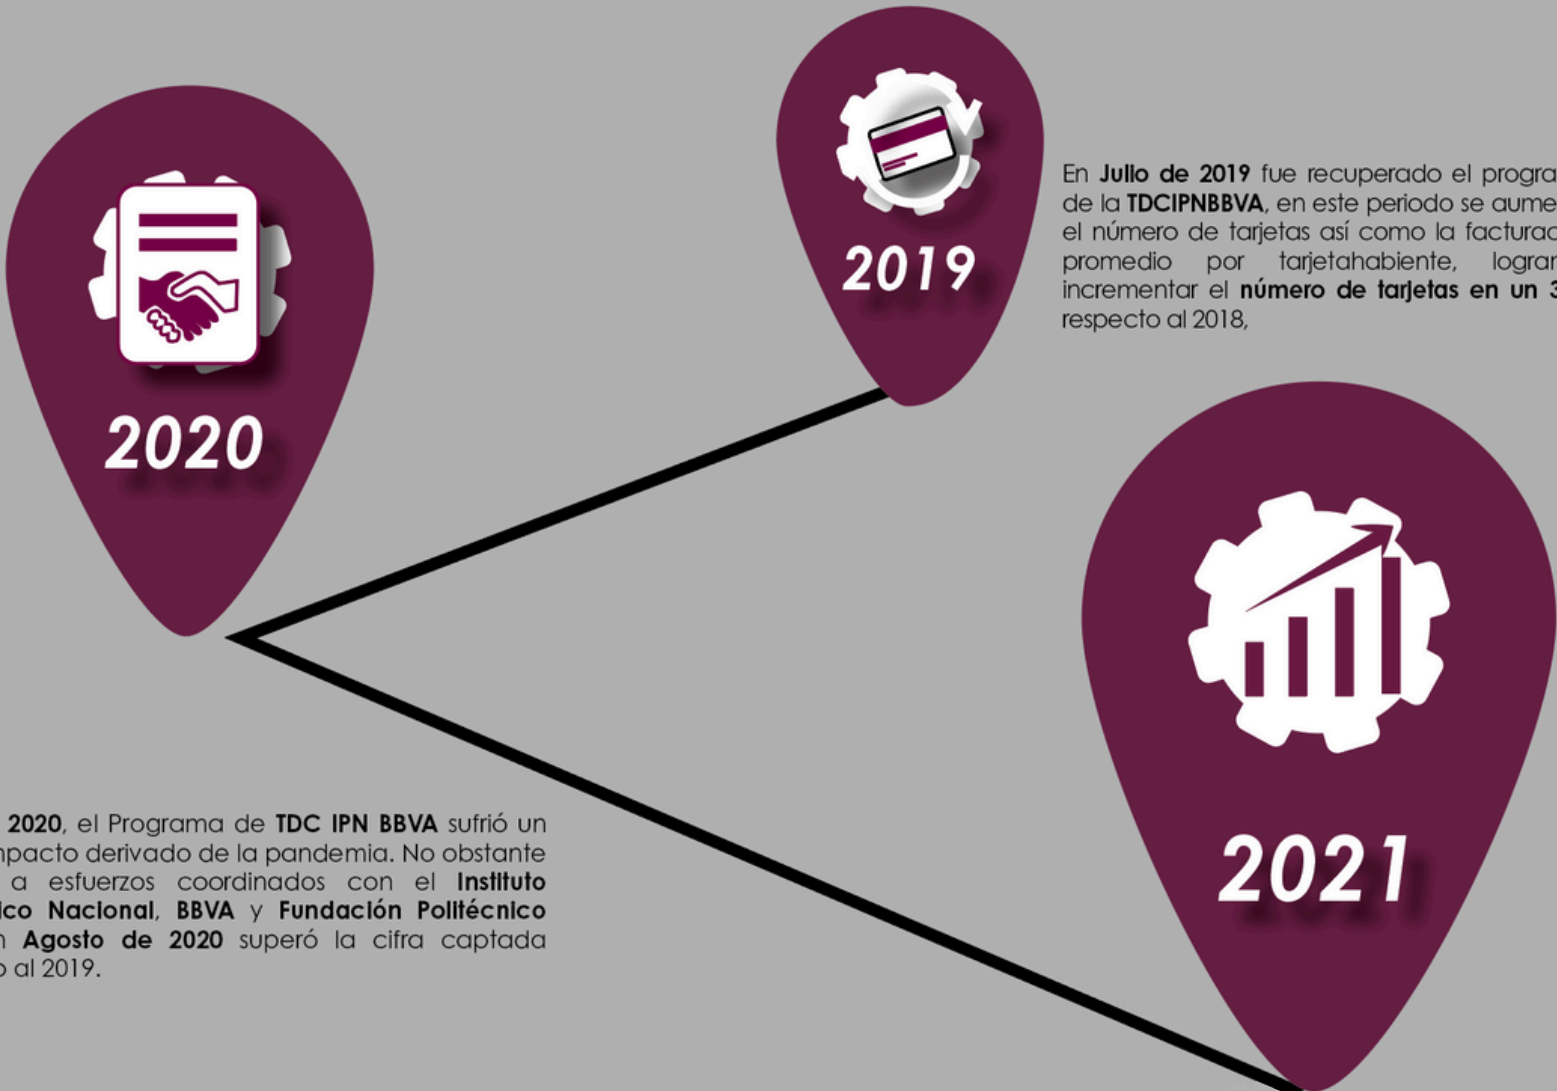 2019
En Julio de 2019 fue recuperado el progra
de la TDCIPNBBVA, en este periodo se aume
el número de tarjetas así como la facturac
promedio por tarjetahabiente, logran
incrementar el número de tarjetas en un 3
respecto al 2018,
2020
2020, el Programa de TDC IPN BBVA sufrió un
mpacto derivado de la pandemia. No obstante
a esfuerzos coordinados con el Instituto
ico Nacional, BBVA y Fundación Politécnico
n Agosto de 2020 superó la cifra captada
o al 2019.
2021